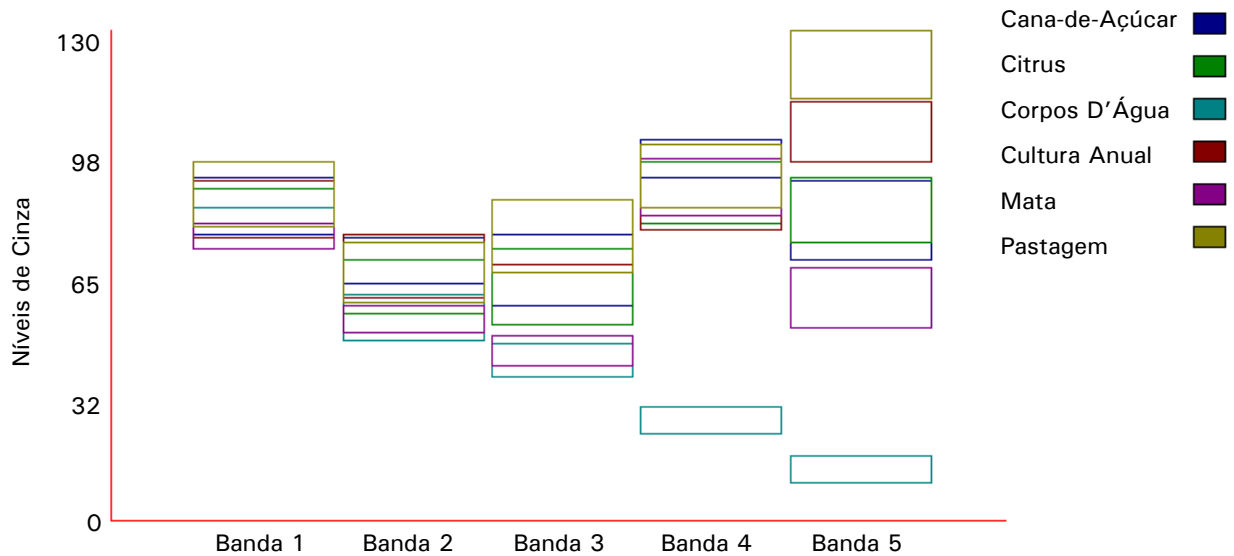 Cana-de-Açúcar
Citrus
Corpos D'Água
Cultura Anual
Mata
Pastagem
Níveis de Cinza
130
98
65
32
0
Banda 1
Banda 2
Banda 3
Banda 4
Banda 5